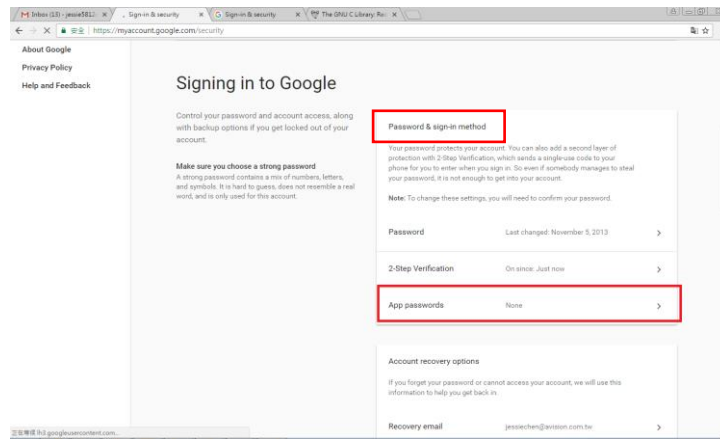 Inbox (13) - jessie581
Sign-in & security
Sign-in & security
The GNU C Library: Re
安全 | https://myaccount.google.com/security
About Google
Privacy Policy
Help and Feedback
Signing in to Google
Control your password and account access, along
with backup options if you get locked out of your
account.
Make sure you choose a strong password
A strong password contains a mix of numbers, letters,
and symbols. It is hard to guess, does not resemble a real
word, and is only used for this account.
Password & sign-in method
Your password protects your account. You can also add a second layer of
protection with 2-Step Verification, which sends a single-use code to your
phone for you to enter when you sign in. So even if somebody manages to steal
your password, it is not enough to get into your account.
Note: To change these settings, you will need to confirm your password.
Password Last changed: November 5, 2013
2-Step Verification On since: Just now
App passwords None
Account recovery options
If you forget your password or cannot access your account, we will use this
information to help you get back in.
Recovery email jessiechen@avision.com.tw
正在等待 lh3.googleusercontent.com...